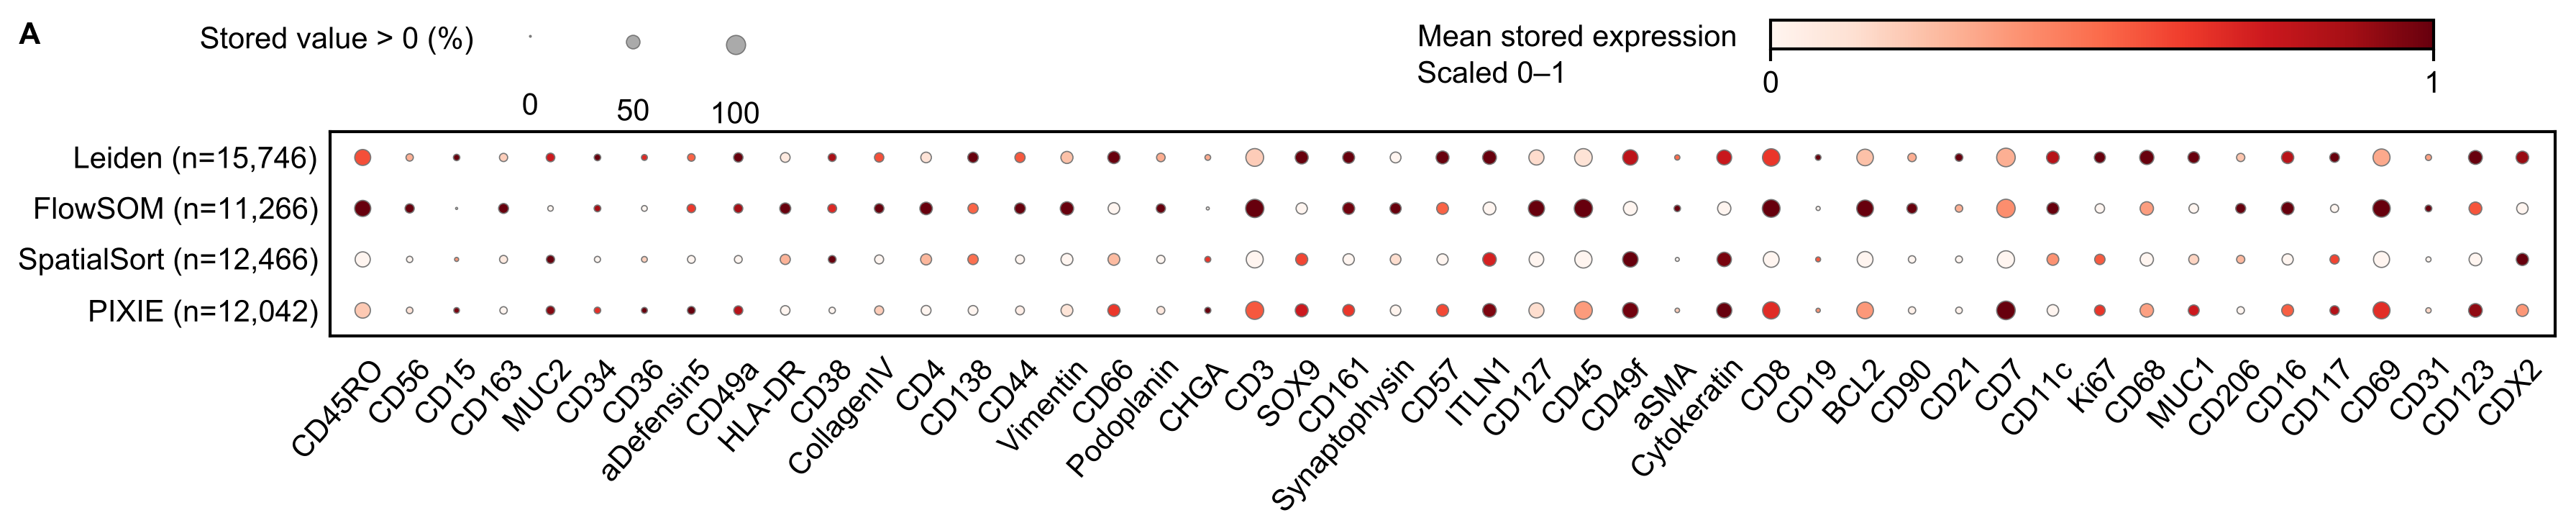 A
Stored value > 0 (%)
0 50 100
Mean stored expression
Scaled 0–1
0 1
Leiden (n=15,746)
FlowSOM (n=11,266)
SpatialSort (n=12,466)
PIXIE (n=12,042)
CD45RO CD56 CD15 CD163 MUC2 CD34 CD36 aDefensin5 CD49a HLA-DR CD38 CollagenIV CD4 CD138 CD44 Vimentin CD66 Podoplanin CHGA CD3 SOX9 CD161 Synaptophysin CD57 ITLN1 CD127 CD45 CD49f aSMA Cytokeratin CD8 CD19 BCL2 CD90 CD21 CD7 CD11c Ki67 CD68 MUC1 CD206 CD16 CD117 CD69 CD31 CD123 CDX2